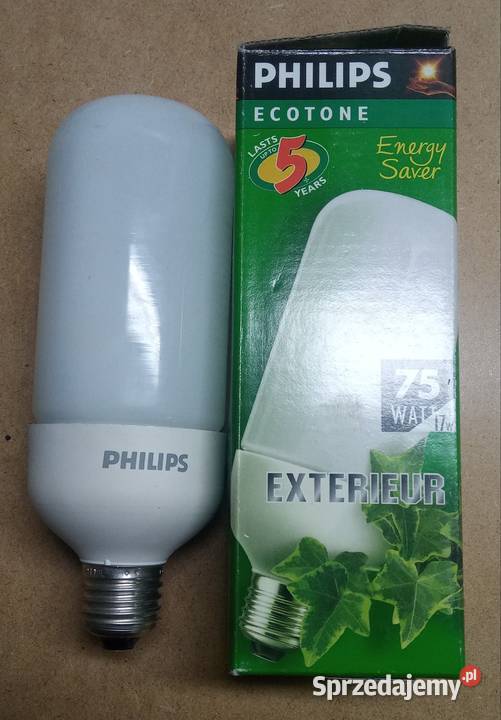 PHILIPS
ECOTONE
LASTS
UP TO
5
YEARS
Energy
Saver
75
WATT
17W
EXTERIEUR
PHILIPS
Sprzedajemy.pl